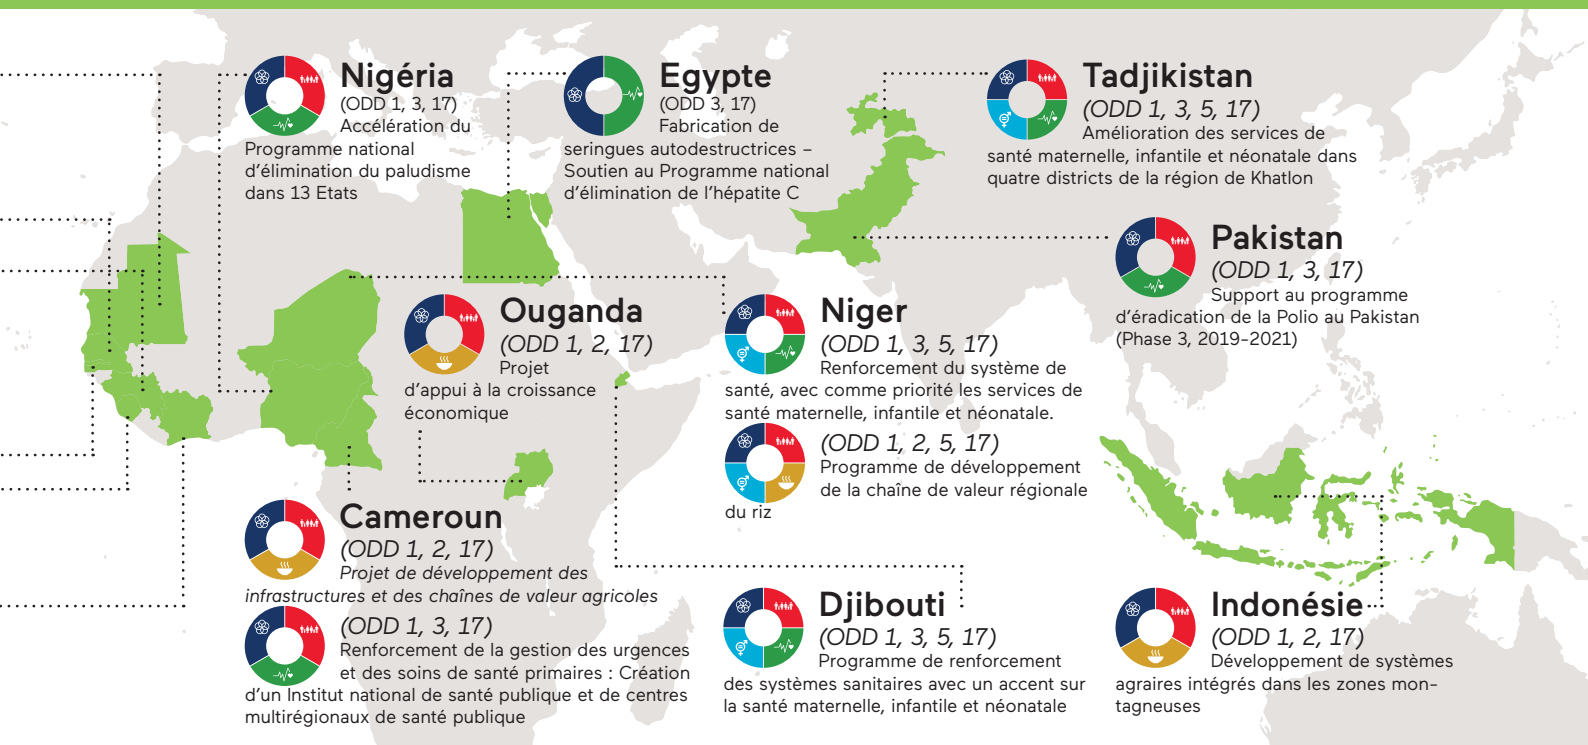 Nigéria
(ODD 1, 3, 17)
Accélération du
Programme national
d'élimination du paludisme
dans 13 Etats
Egypte
(ODD 3, 17)
Fabrication de
seringues autodestructrices –
Soutien au Programme national
d'élimination de l'hépatite C
Tadjikistan
(ODD 1, 3, 5, 17)
Amélioration des services de
santé maternelle, infantile et néonatale dans
quatre districts de la région de Khatlon
Pakistan
(ODD 1, 3, 17)
Support au programme
d'éradication de la Polio au Pakistan
(Phase 3, 2019-2021)
Ouganda
(ODD 1, 2, 17)
Projet
d'appui à la croissance
économique
Niger
(ODD 1, 3, 5, 17)
Renforcement du système de
santé, avec comme priorité les services de
santé maternelle, infantile et néonatale.
(ODD 1, 2, 5, 17)
Programme de développement
de la chaîne de valeur régionale
du riz
Cameroun
(ODD 1, 2, 17)
Projet de développement des
infrastructures et des chaînes de valeur agricoles
(ODD 1, 3, 17)
Renforcement de la gestion des urgences
et des soins de santé primaires : Création
d'un Institut national de santé publique et de centres
multirégionaux de santé publique
Djibouti
(ODD 1, 3, 5, 17)
Programme de renforcement
des systèmes sanitaires avec un accent sur
la santé maternelle, infantile et néonatale
Indonésie
(ODD 1, 2, 17)
Développement de systèmes
agraires intégrés dans les zones mon-
tagneuses